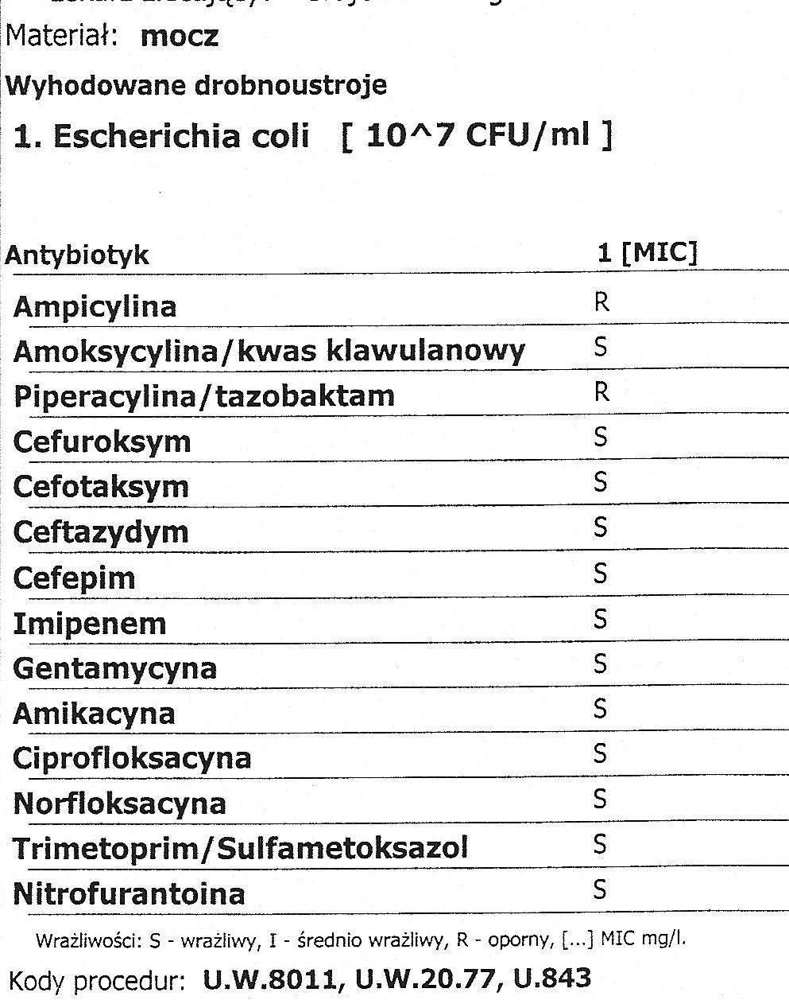 Materiał: mocz
Wyhodowane drobnoustroje
1. Escherichia coli [ 10^7 CFU/ml ]
Antybiotyk 1 [MIC]
Ampicylina R
Amoksycylina/kwas klawulanowy S
Piperacylina/tazobaktam R
Cefuroksym S
Cefotaksym S
Ceftazydym S
Cefepim S
Imipenem S
Gentamycyna S
Amikacyna S
Ciprofloksacyna S
Norfloksacyna S
Trimetoprim/Sulfametoksazol S
Nitrofurantoina S
Wrażliwości: S - wrażliwy, I - średnio wrażliwy, R - oporny, [...] MIC mg/l.
Kody procedur: U.W.8011, U.W.20.77, U.843